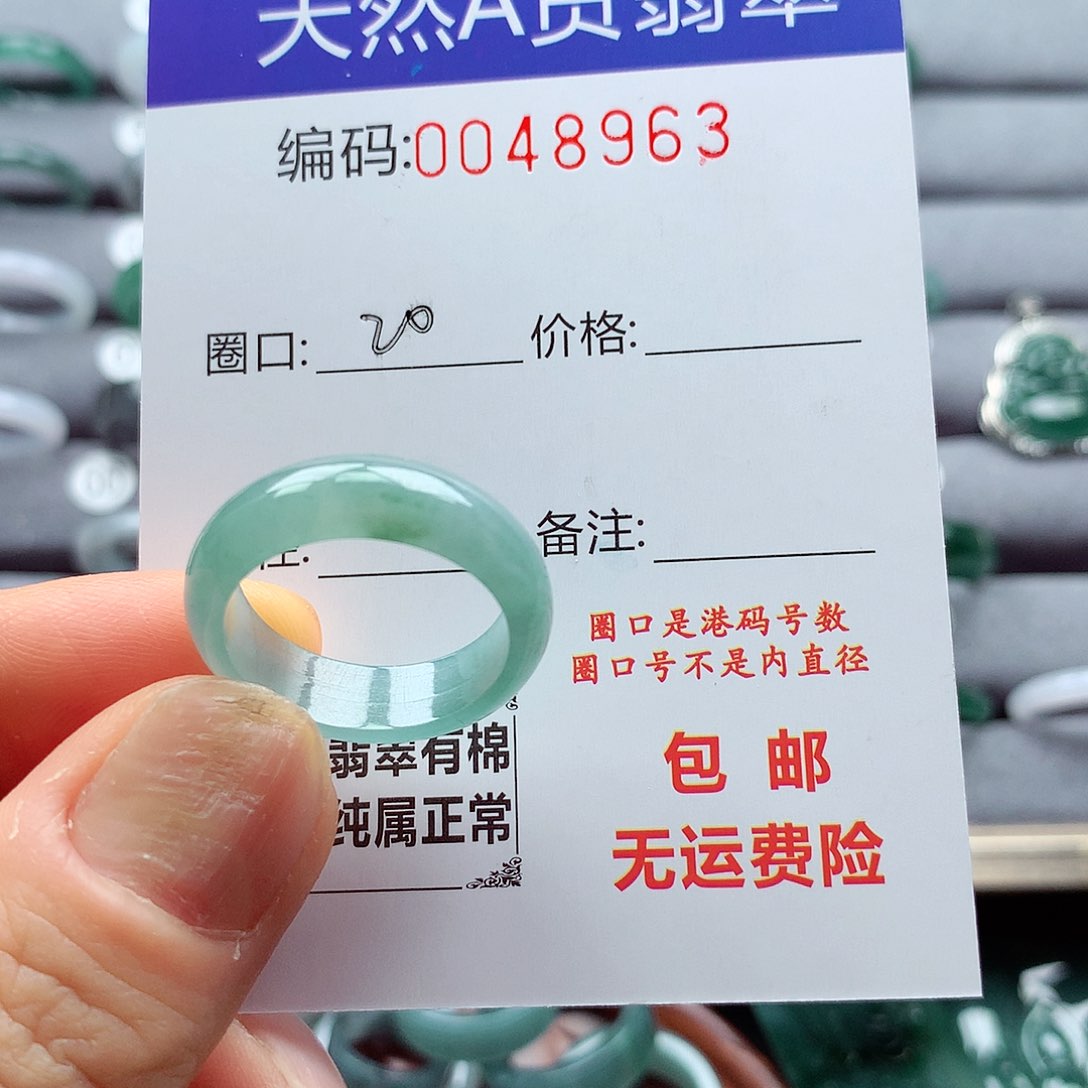 天然A货翡翠
编码:0048963
圈口: 20 价格:
注: 备注:
圈口是港码号数
圈口号不是内直径
翡翠有棉
纯属正常
包 邮
无运费险